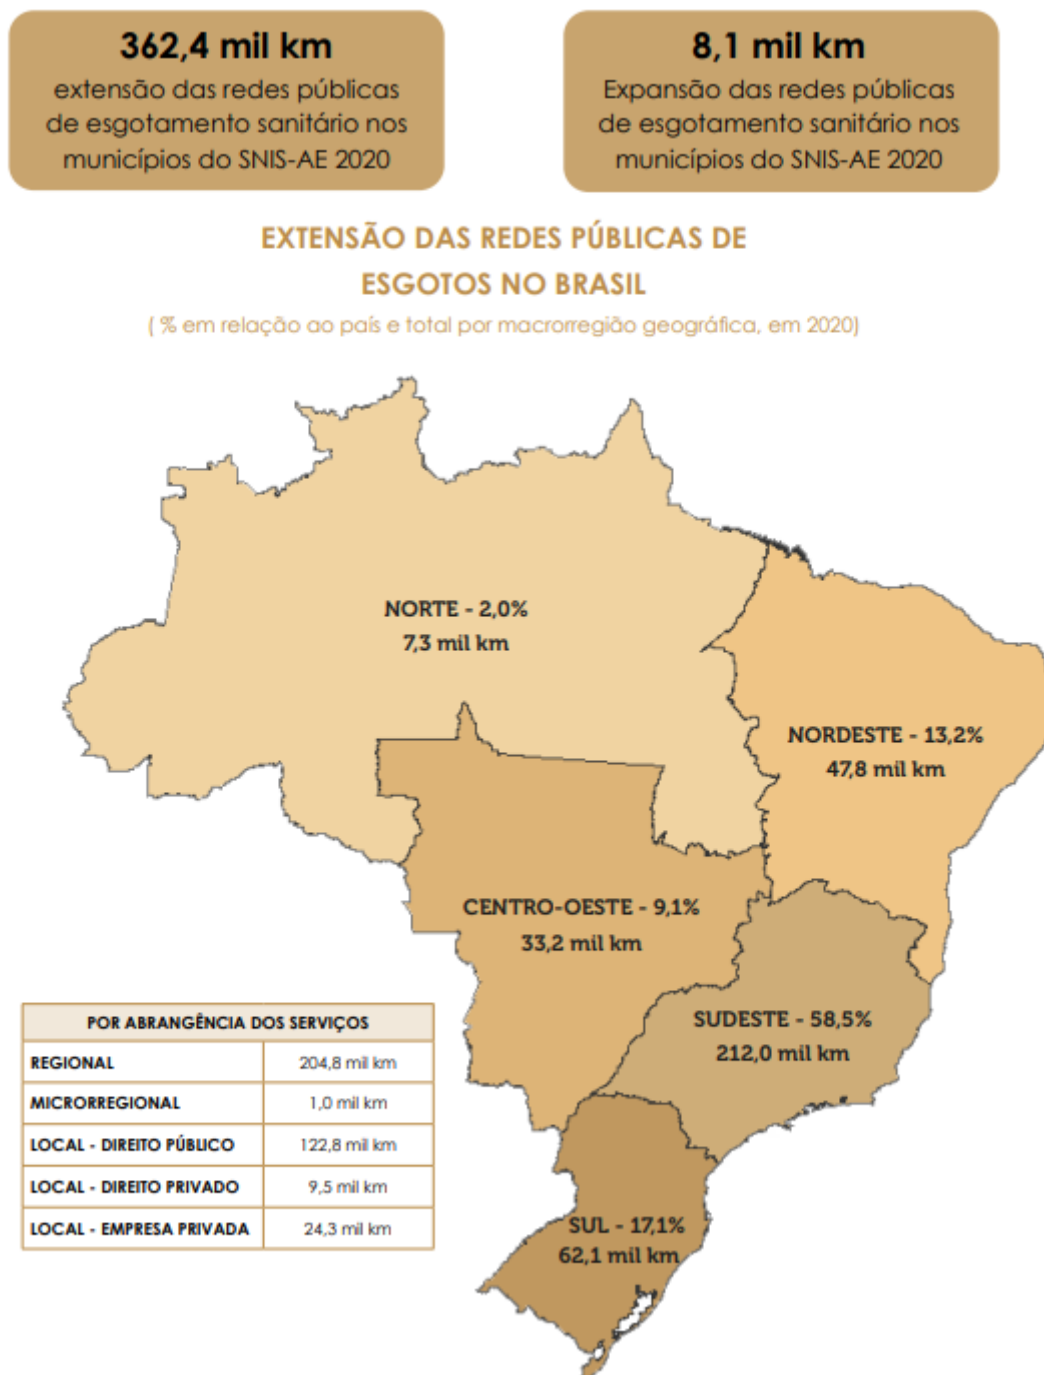 362,4 mil km
extensão das redes públicas
de esgotamento sanitário nos
municípios do SNIS-AE 2020
8,1 mil km
Expansão das redes públicas
de esgotamento sanitário nos
municípios do SNIS-AE 2020
EXTENSÃO DAS REDES PÚBLICAS DE
ESGOTOS NO BRASIL
( % em relação ao país e total por macrorregião geográfica, em 2020)
NORTE - 2,0%
7,3 mil km
NORDESTE - 13,2%
47,8 mil km
CENTRO-OESTE - 9,1%
33,2 mil km
SUDESTE - 58,5%
212,0 mil km
SUL - 17,1%
62,1 mil km
POR ABRANGÊNCIA DOS SERVIÇOS
REGIONAL 204,8 mil km
MICRORREGIONAL 1,0 mil km
LOCAL - DIREITO PÚBLICO 122,8 mil km
LOCAL - DIREITO PRIVADO 9,5 mil km
LOCAL - EMPRESA PRIVADA 24,3 mil km